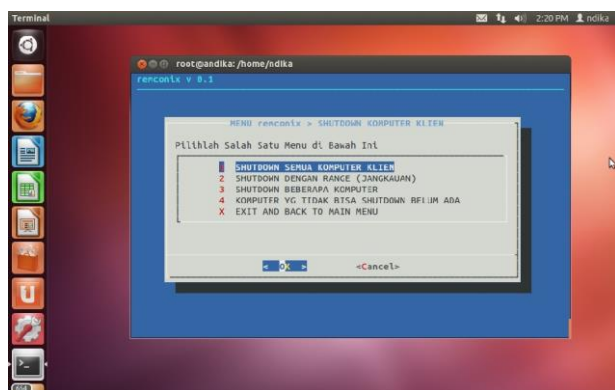 Terminal
2:20 PM ndika
root@andika: /home/ndika
remconix v 0.1
MENU remconix > SHUTDOWN KOMPUTER KLIEN
Pilihlah Salah Satu Menu di Bawah Ini
1 SHUTDOWN SEMUA KOMPUTER KLIEN
2 SHUTDOWN DENGAN RANGE (JANGKAUAN)
3 SHUTDOWN BEBERAPA KOMPUTER
4 KOMPUTER YG TIDAK BISA SHUTDOWN BELUM ADA
X EXIT AND BACK TO MAIN MENU
< OK > <Cancel>